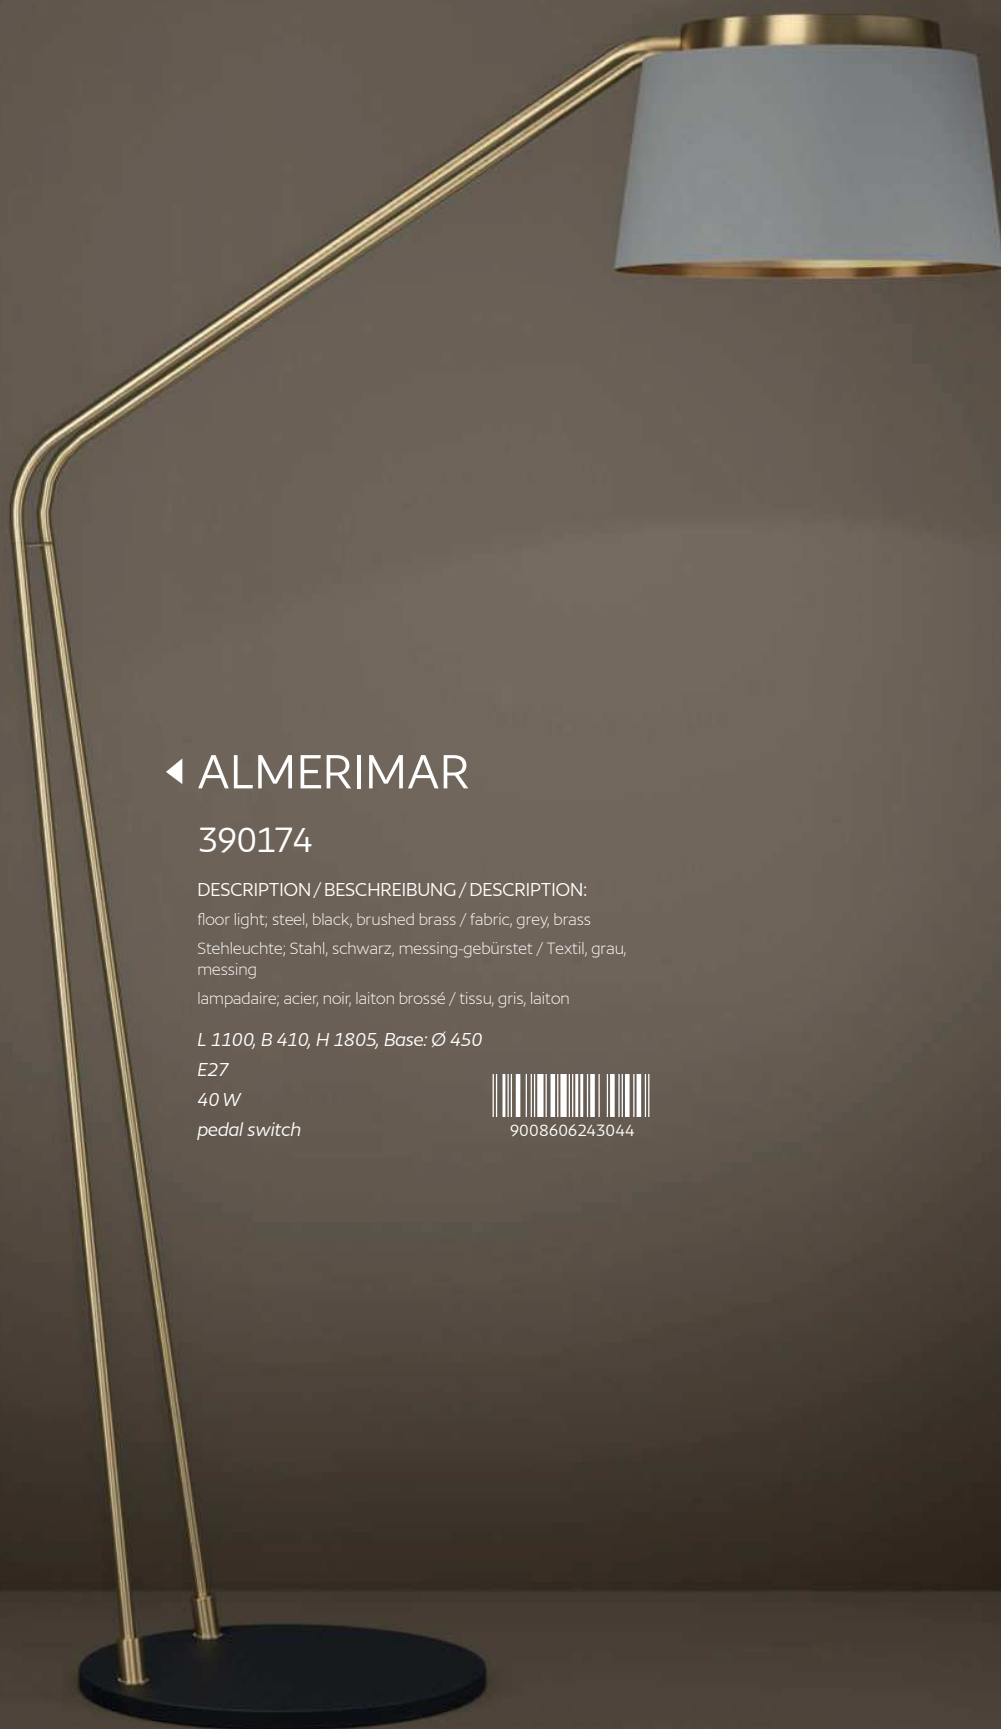 ALMERIMAR
390174
DESCRIPTION / BESCHREIBUNG / DESCRIPTION:
floor light; steel, black, brushed brass / fabric, grey, brass
Stehleuchte; Stahl, schwarz, messing-gebürstet / Textil, grau,
messing
lampadaire; acier, noir, laiton brossé / tissu, gris, laiton
L 1100, B 410, H 1805, Base: Ø 450
E27
40 W
pedal switch
9008606243044